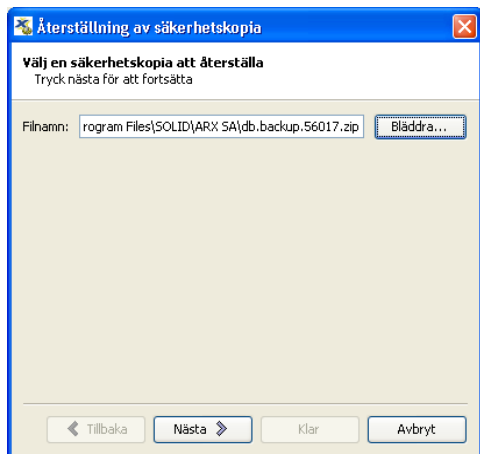 Återställning av säkerhetskopia
Välj en säkerhetskopia att återställa
Tryck nästa för att fortsätta
Filnamn: rogram Files\SOLID\ARX SA\db.backup.56017.zip Bläddra...
Tillbaka Nästa Klar Avbryt